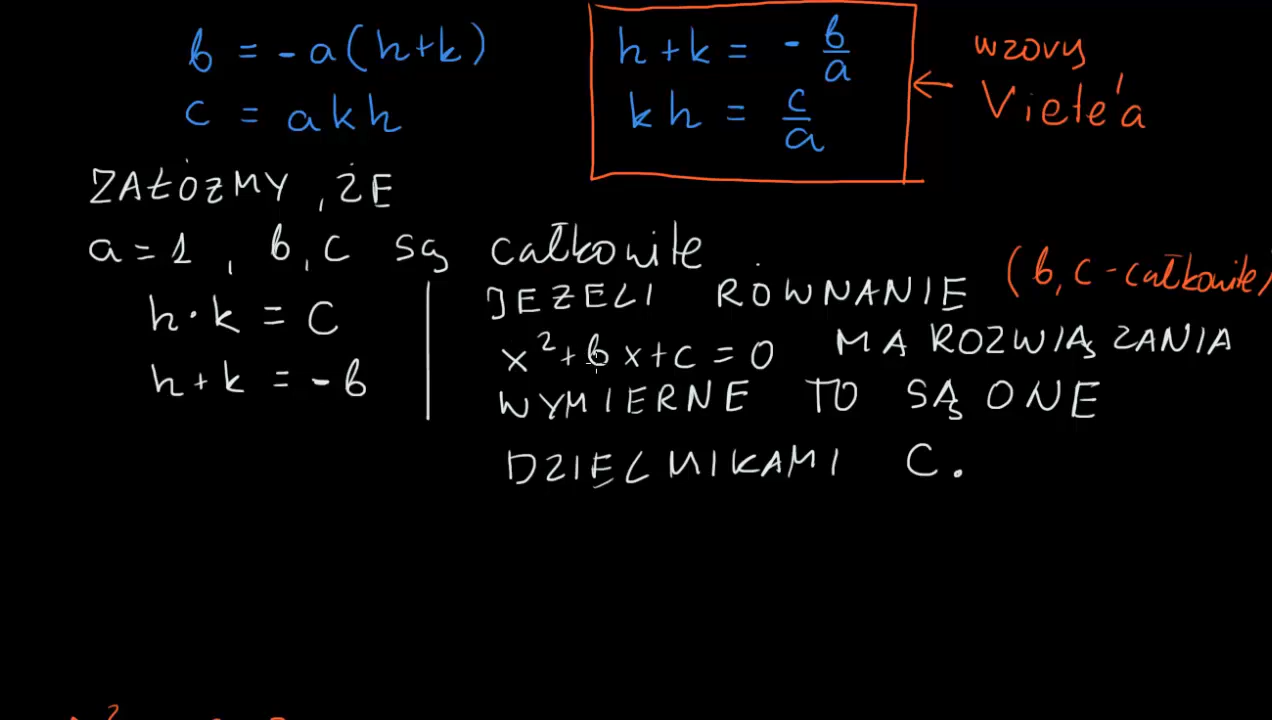 b = -a(h+k)
c = akh
h+k = - b/a
kh = c/a
← wzory
Viete'a
ZAŁÓŻMY, ŻE
a=1, b,c są całkowite
h·k = C
h+k = -b
JEŻELI RÓWNANIE (b,c-całkowite)
x²+bx+c=0 MA ROZWIĄZANIA
WYMIERNE TO SĄ ONE
DZIELNIKAMI C.